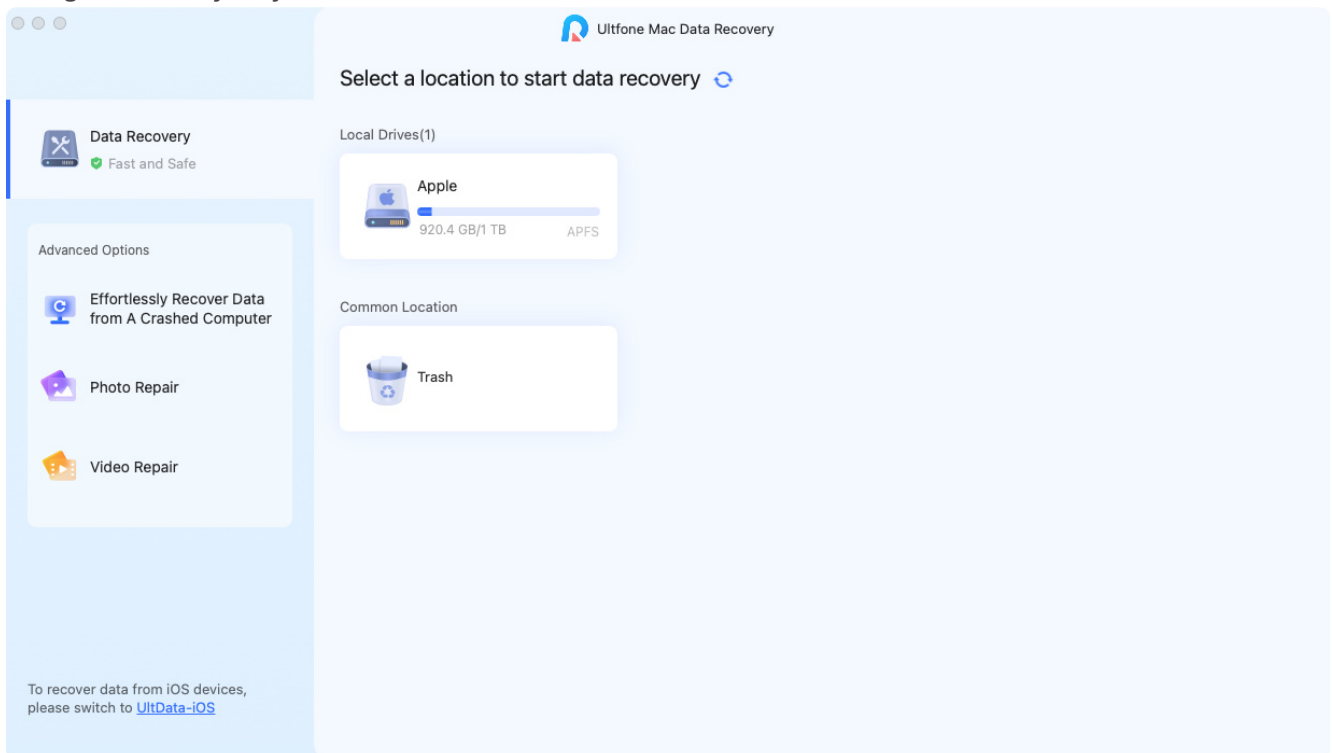 Ultfone Mac Data Recovery
Select a location to start data recovery
Data Recovery
Fast and Safe
Advanced Options
Effortlessly Recover Data
from A Crashed Computer
Photo Repair
Video Repair
To recover data from iOS devices,
please switch to UltData-iOS
Local Drives(1)
Apple
920.4 GB/1 TB
APFS
Common Location
Trash